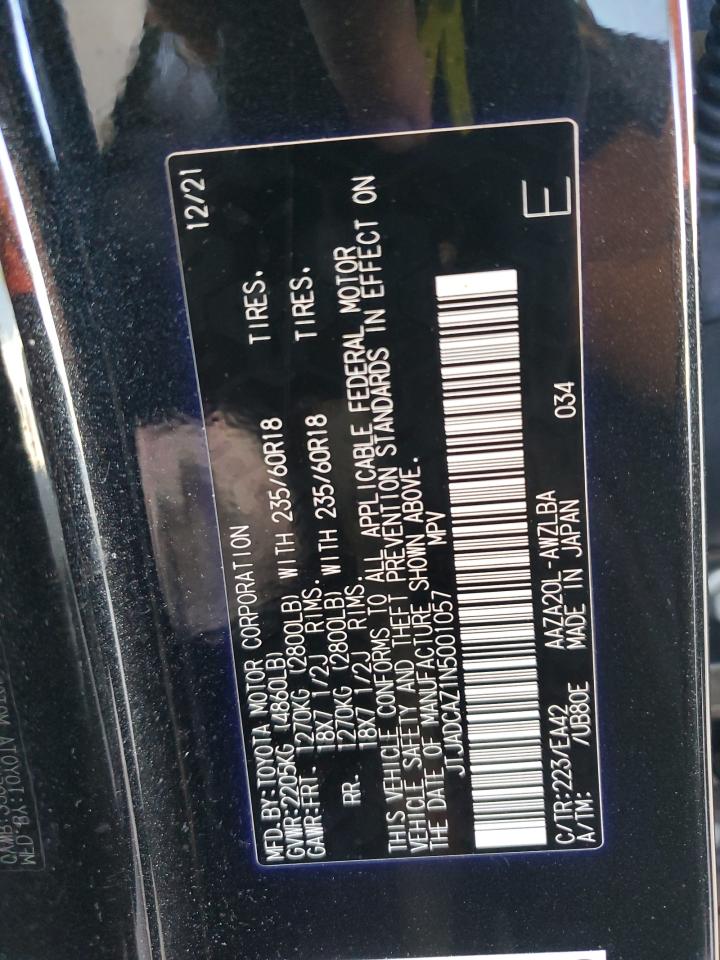 MFD.BY:TOYOTA MOTOR CORPORATION 12/21
GVWR:2205KG (4860LB)
GAWR:FRT. 1270KG (2800LB) WITH 235/60R18 TIRES.
18X7 1/2J RIMS.
RR. 1270KG (2800LB) WITH 235/60R18 TIRES.
18X7 1/2J RIMS.
THIS VEHICLE CONFORMS TO ALL APPLICABLE FEDERAL MOTOR
VEHICLE SAFETY AND THEFT PREVENTION STANDARDS IN EFFECT ON
THE DATE OF MANUFACTURE SHOWN ABOVE.
JTJADCAZ1N5001057 MPV
C/TR:223/EA42 AAZA20L-AWZLBA 034 E
A/TM: /UB80E MADE IN JAPAN